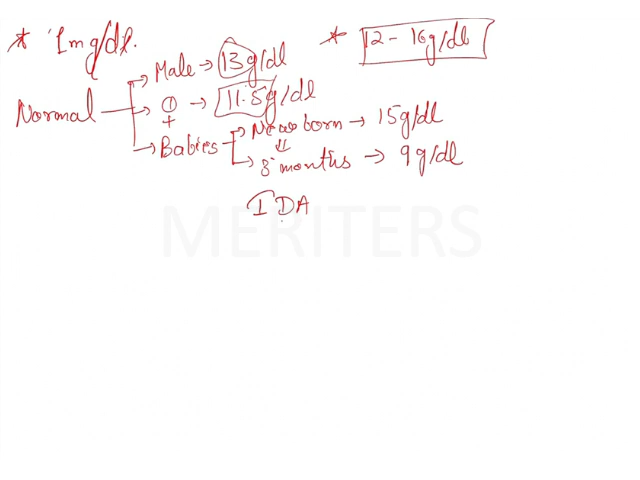 * 1mg/dl. * 12 - 16g/dl
Normal
→ Male → 13g/dl
→ ♀ → 11.5g/dl
→ Babies
→ New born → 15g/dl
→ 3 months → 9g/dl
IDA
MERITERS